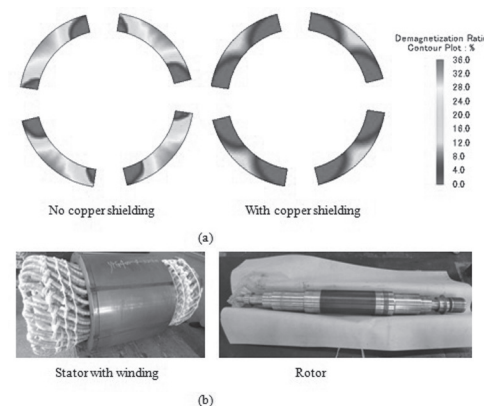 Demagnetization Rati
Contour Plot : %
36.0
32.0
28.0
24.0
20.0
16.0
12.0
8.0
4.0
0.0
No copper shielding
With copper shielding
(a)
Stator with winding
Rotor
(b)